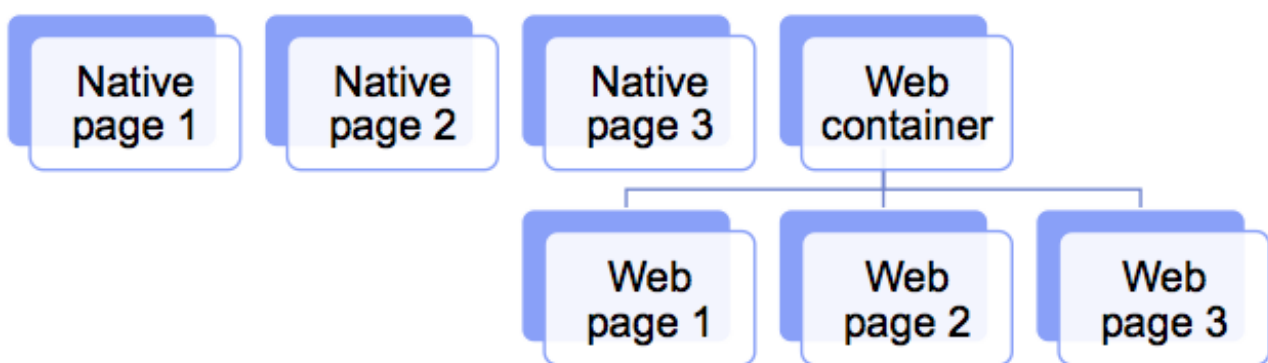 Native
page 1
Native
page 2
Native
page 3
Web
container
Web
page 1
Web
page 2
Web
page 3